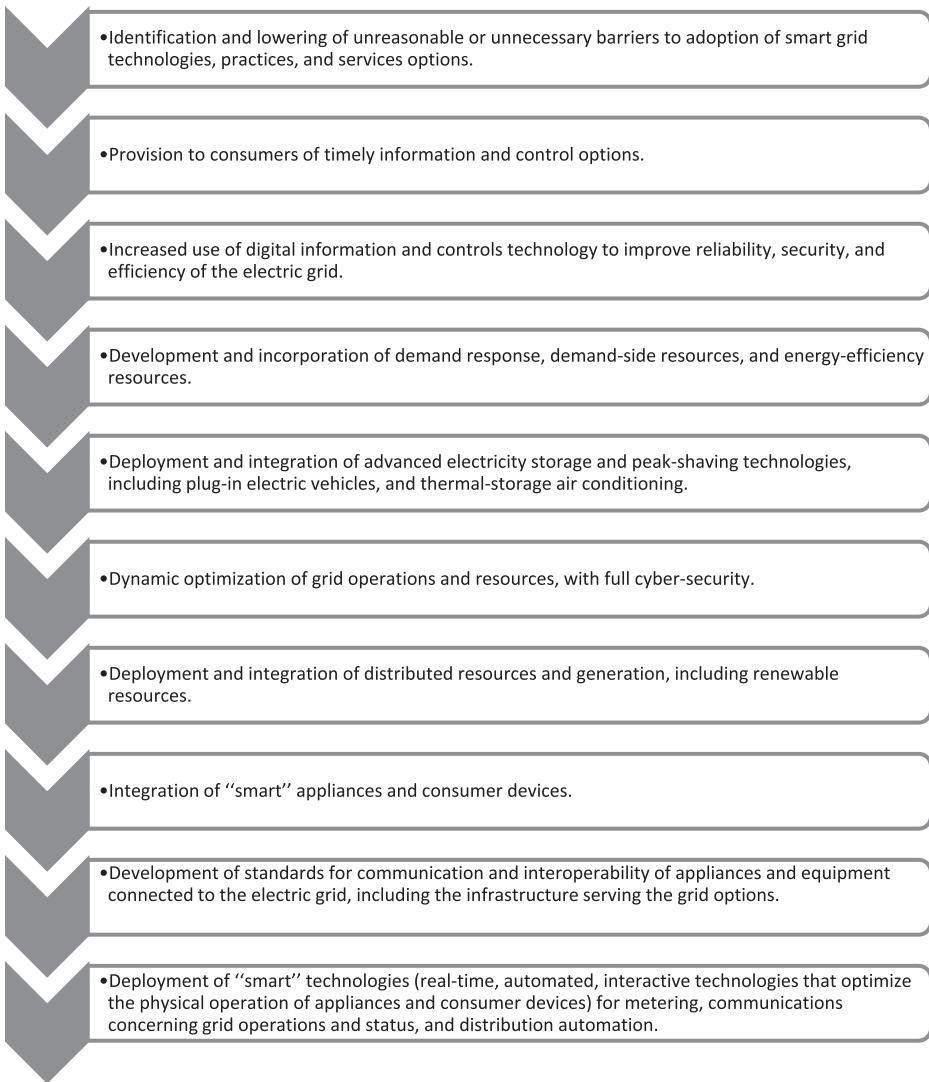 •Identification and lowering of unreasonable or unnecessary barriers to adoption of smart grid
technologies, practices, and services options.
•Provision to consumers of timely information and control options.
•Increased use of digital information and controls technology to improve reliability, security, and
efficiency of the electric grid.
•Development and incorporation of demand response, demand-side resources, and energy-efficiency
resources.
•Deployment and integration of advanced electricity storage and peak-shaving technologies,
including plug-in electric vehicles, and thermal-storage air conditioning.
•Dynamic optimization of grid operations and resources, with full cyber-security.
•Deployment and integration of distributed resources and generation, including renewable
resources.
•Integration of ‘‘smart’’ appliances and consumer devices.
•Development of standards for communication and interoperability of appliances and equipment
connected to the electric grid, including the infrastructure serving the grid options.
•Deployment of ‘‘smart’’ technologies (real-time, automated, interactive technologies that optimize
the physical operation of appliances and consumer devices) for metering, communications
concerning grid operations and status, and distribution automation.